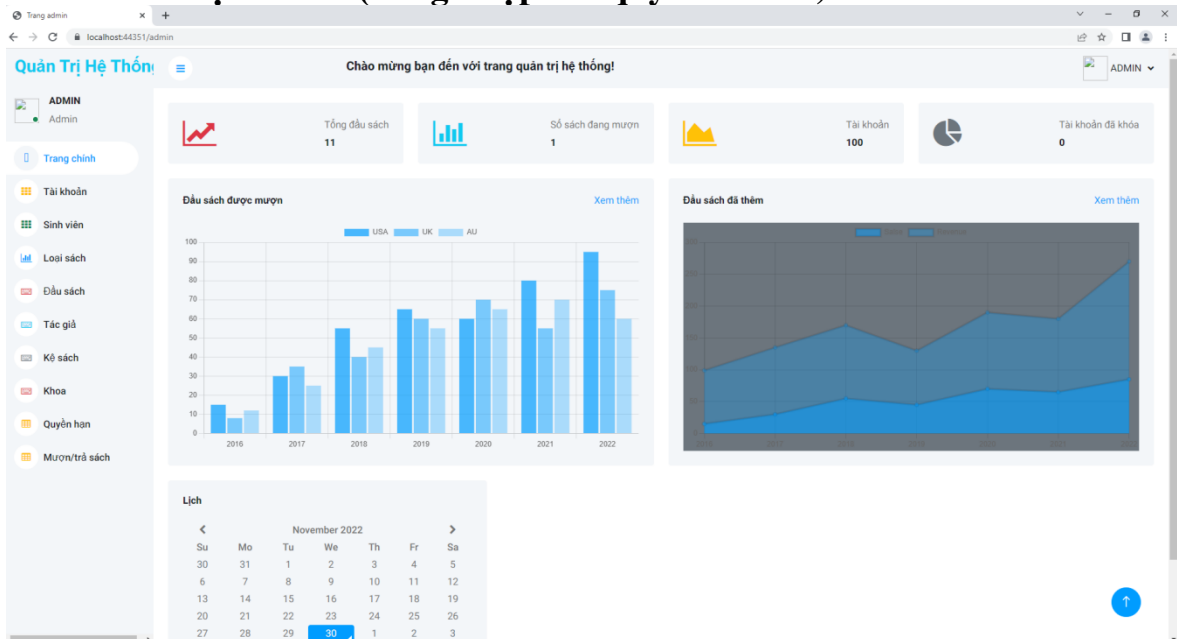 Trang admin
localhost:44351/admin
Quản Trị Hệ Thống
Chào mừng bạn đến với trang quản trị hệ thống!
ADMIN
ADMIN
Admin
Trang chính
Tài khoản
Sinh viên
Loại sách
Đầu sách
Tác giả
Kệ sách
Khoa
Quyền hạn
Mượn/trả sách
Tổng đầu sách
11
Số sách đang mượn
1
Tài khoản
100
Tài khoản đã khóa
0
Đầu sách được mượn
Xem thêm
USA UK AU
100
90
80
70
60
50
40
30
20
10
0
2016 2017 2018 2019 2020 2021 2022
Đầu sách đã thêm
Xem thêm
2016 2017 2018 2019 2020 2021
Lịch
November 2022
Su Mo Tu We Th Fr Sa
30 31 1 2 3 4 5
6 7 8 9 10 11 12
13 14 15 16 17 18 19
20 21 22 23 24 25 26
27 28 29 30 1 2 3